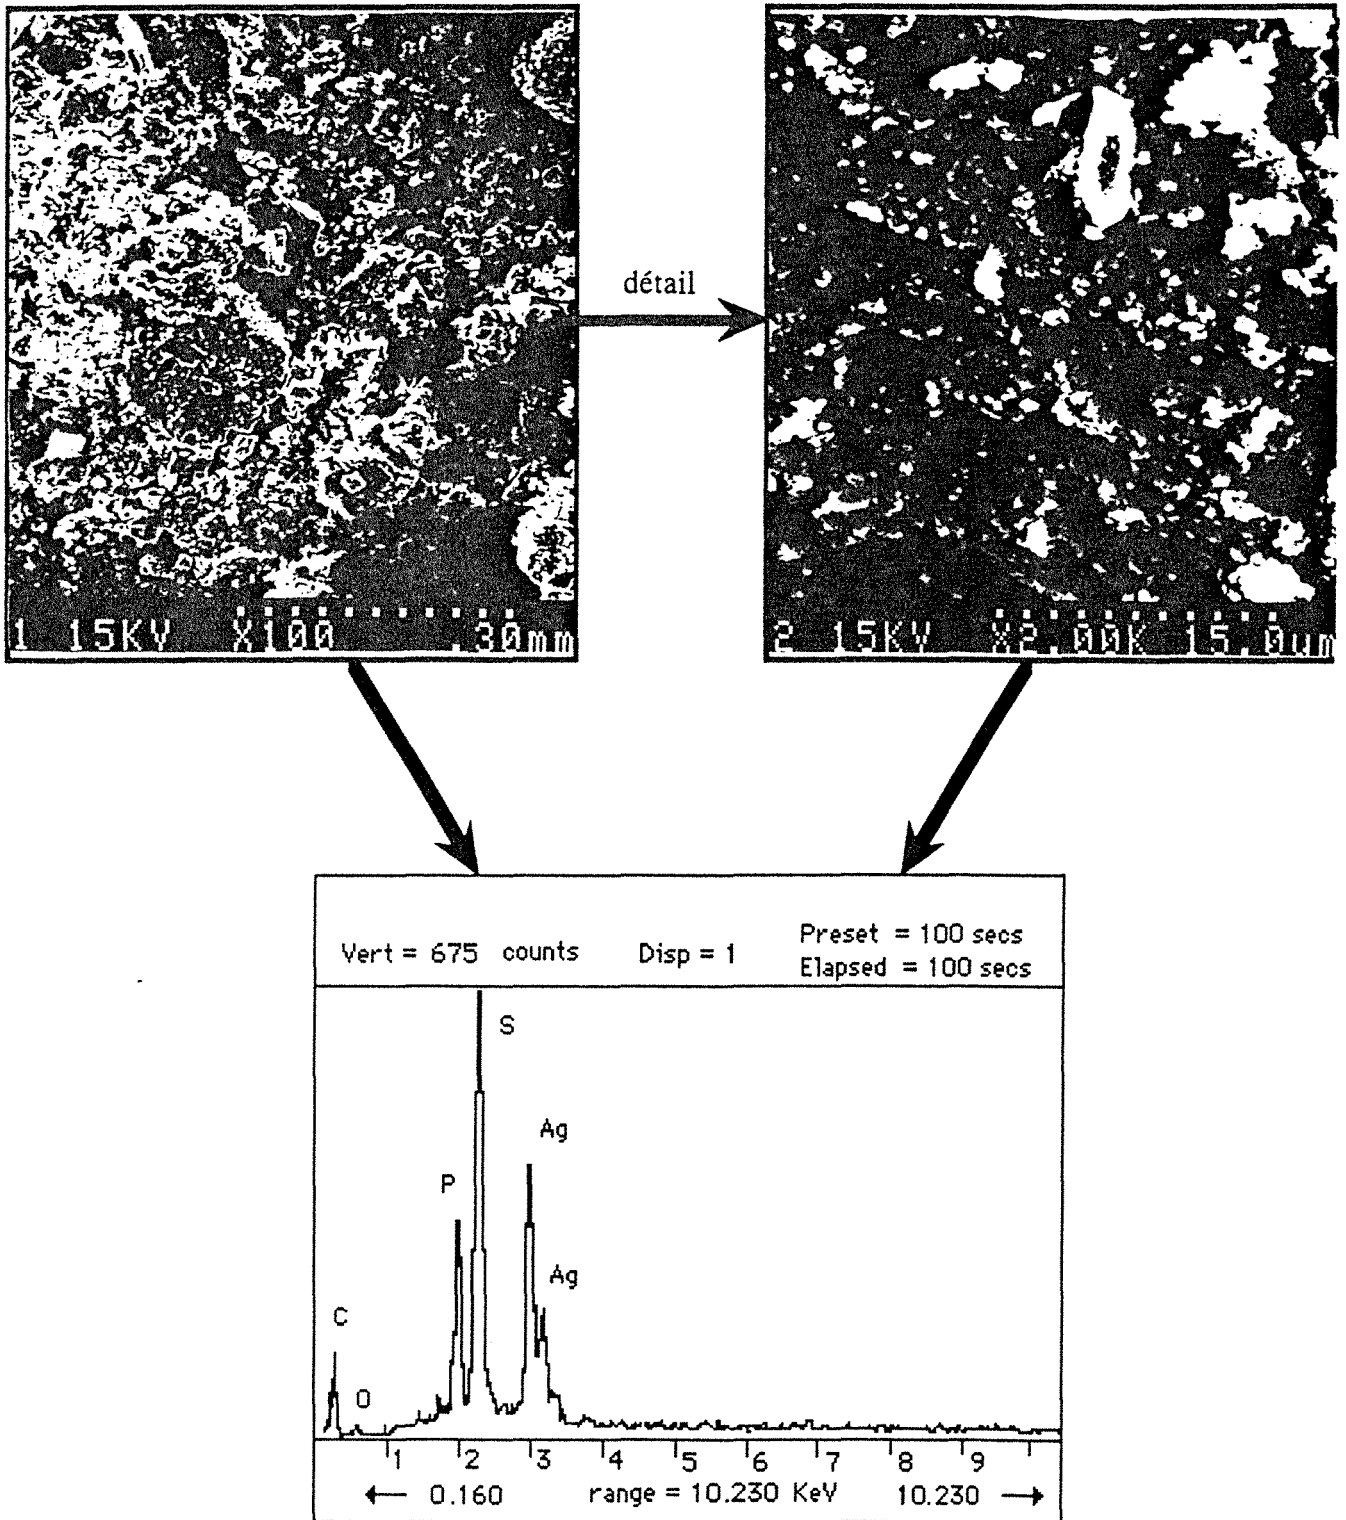 détail
1 15KV X100 .30mm
2 15KV X2.00K 15.0um
Vert = 675 counts Disp = 1 Preset = 100 secs
Elapsed = 100 secs
S
Ag
P
Ag
C
O
1 2 3 4 5 6 7 8 9
← 0.160 range = 10.230 KeV 10.230 →